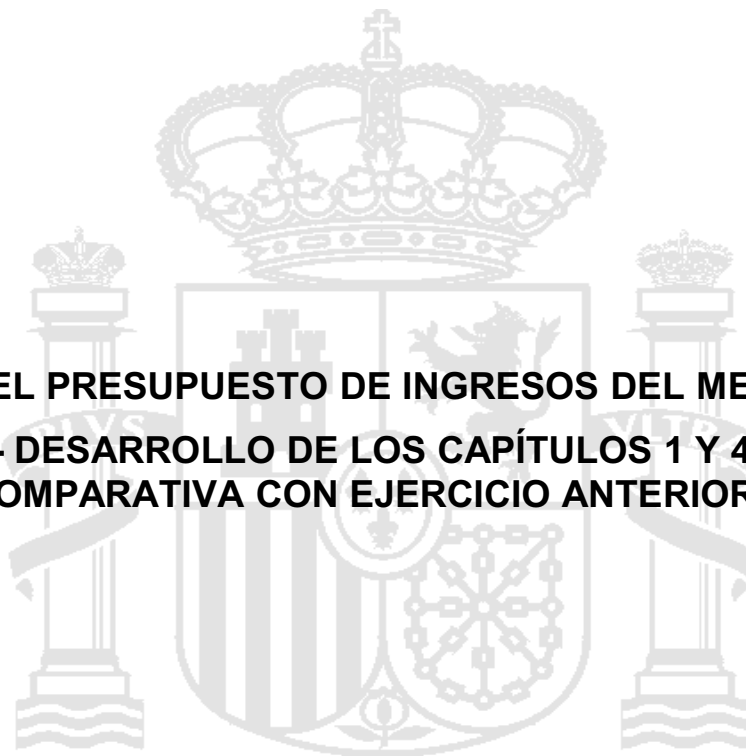 EL PRESUPUESTO DE INGRESOS DEL ME
- DESARROLLO DE LOS CAPÍTULOS 1 Y 4
OMPARATIVA CON EJERCICIO ANTERIOR